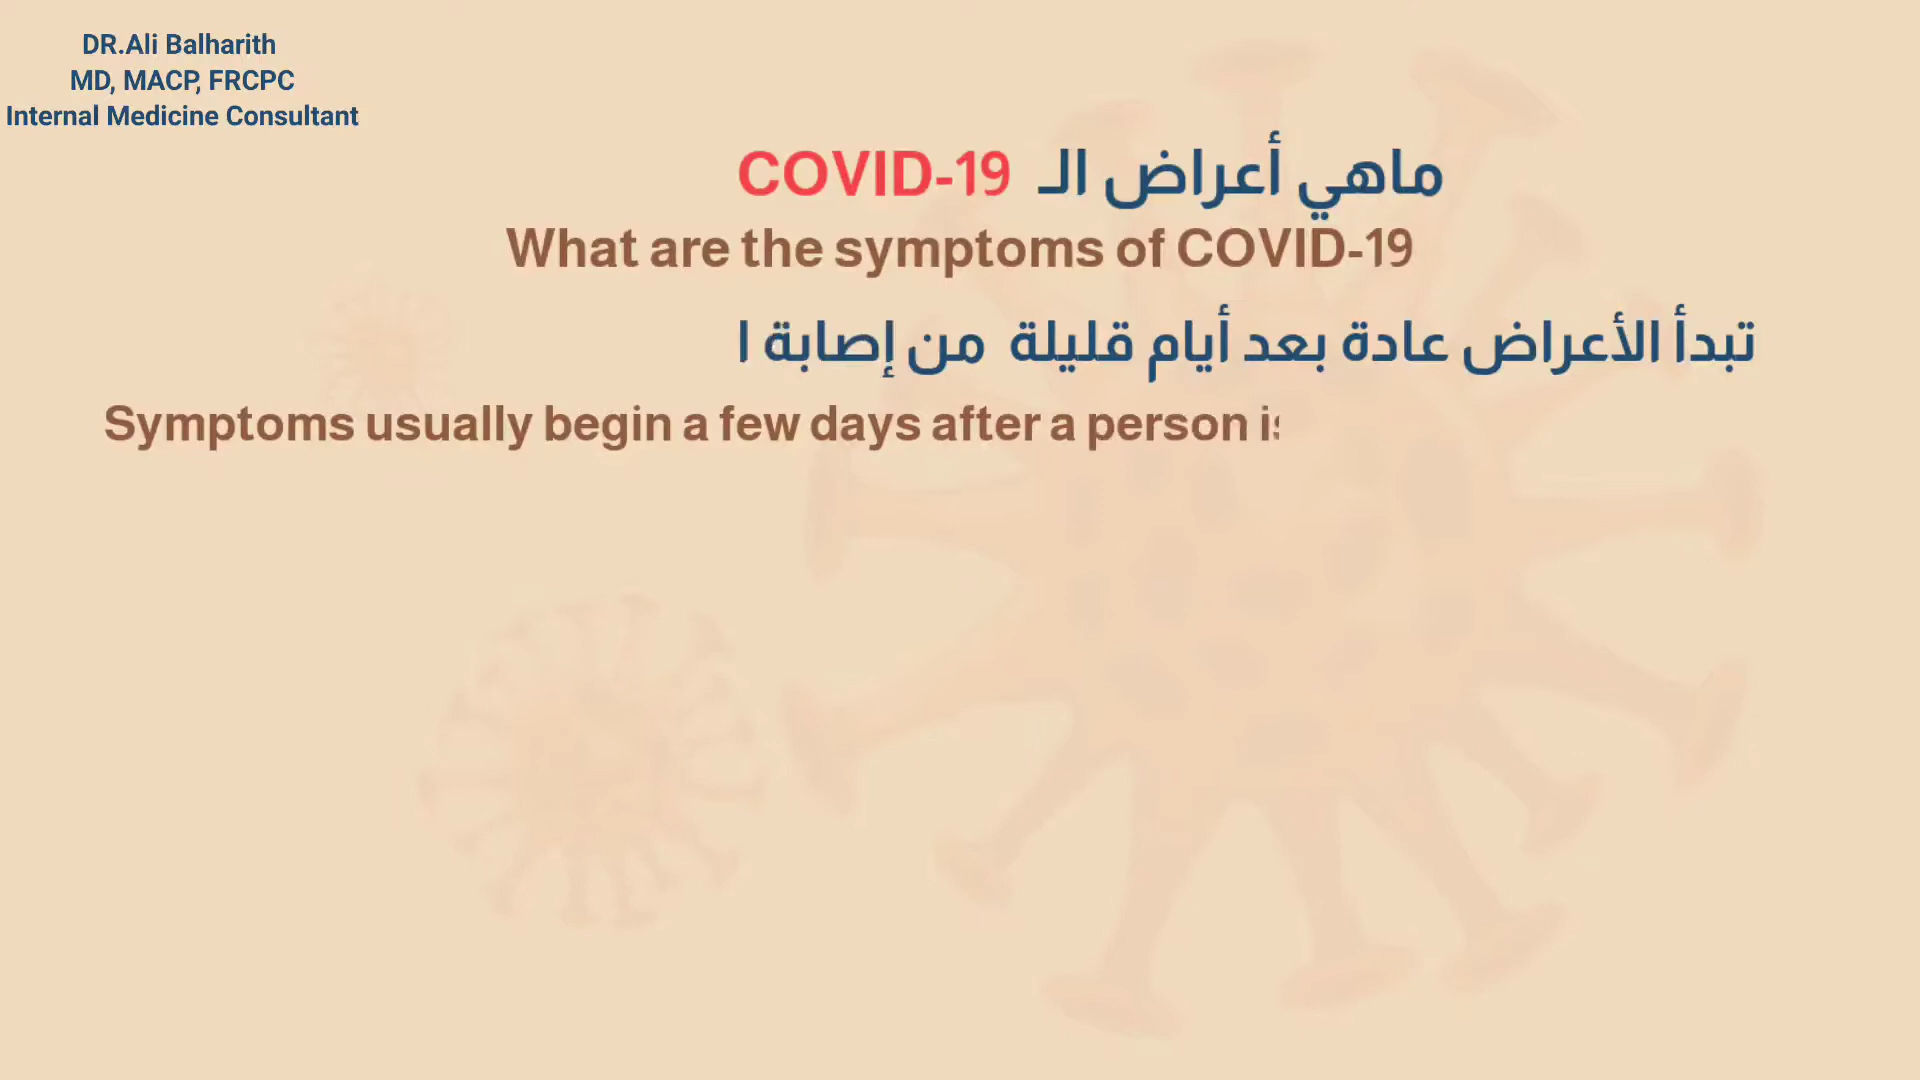 DR.Ali Balharith
MD, MACP, FRCPC
Internal Medicine Consultant
ماهي أعراض الـ COVID-19
What are the symptoms of COVID-19
تبدأ الأعراض عادة بعد أيام قليلة من إصابة ا
Symptoms usually begin a few days after a person